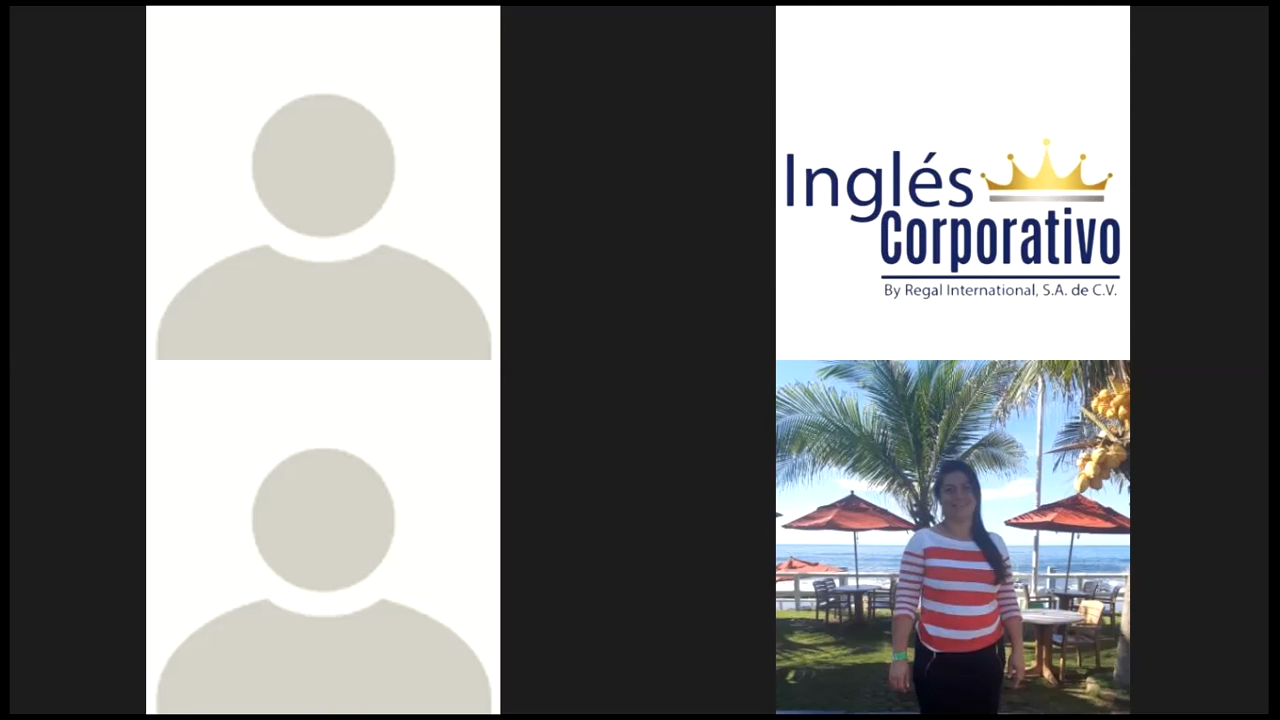 Inglés
Corporativo
By Regal International, S.A. de C.V.